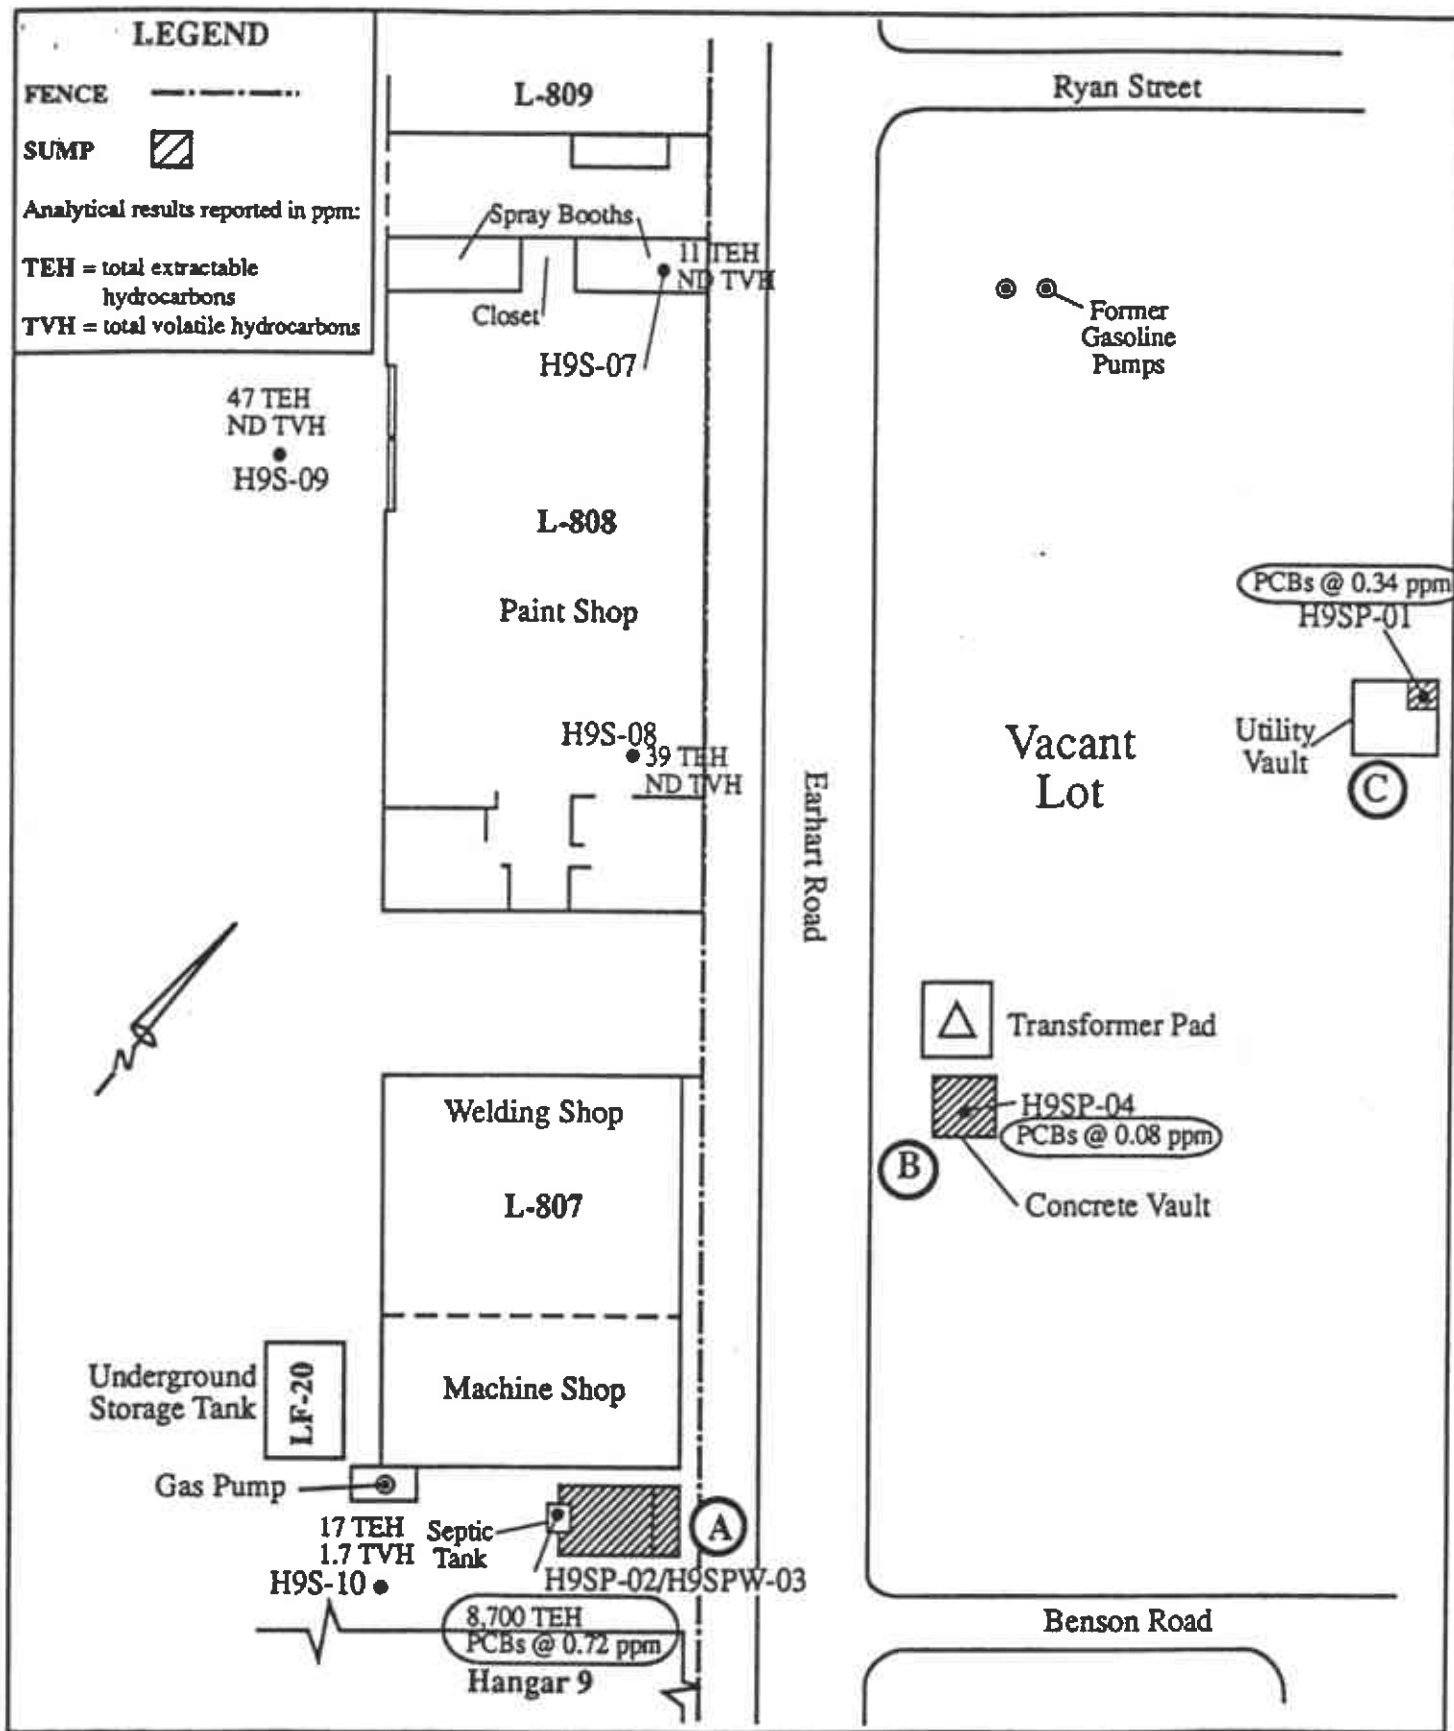 LEGEND
FENCE
SUMP
Analytical results reported in ppm:
TEH = total extractable
hydrocarbons
TVH = total volatile hydrocarbons
L-809
Ryan Street
Spray Booths
11 TEH
ND TVH
Closet
H9S-07
Former
Gasoline
Pumps
47 TEH
ND TVH
H9S-09
L-808
Paint Shop
PCBs @ 0.34 ppm
H9SP-01
Utility
Vault
C
H9S-08
39 TEH
ND TVH
Vacant
Lot
Earhart Road
N
Transformer Pad
H9SP-04
PCBs @ 0.08 ppm
B
Concrete Vault
Welding Shop
L-807
Machine Shop
Underground
Storage Tank
LF-20
Gas Pump
17 TEH
1.7 TVH
H9S-10
Septic
Tank
A
H9SP-02/H9SPW-03
8,700 TEH
PCBs @ 0.72 ppm
Hangar 9
Benson Road